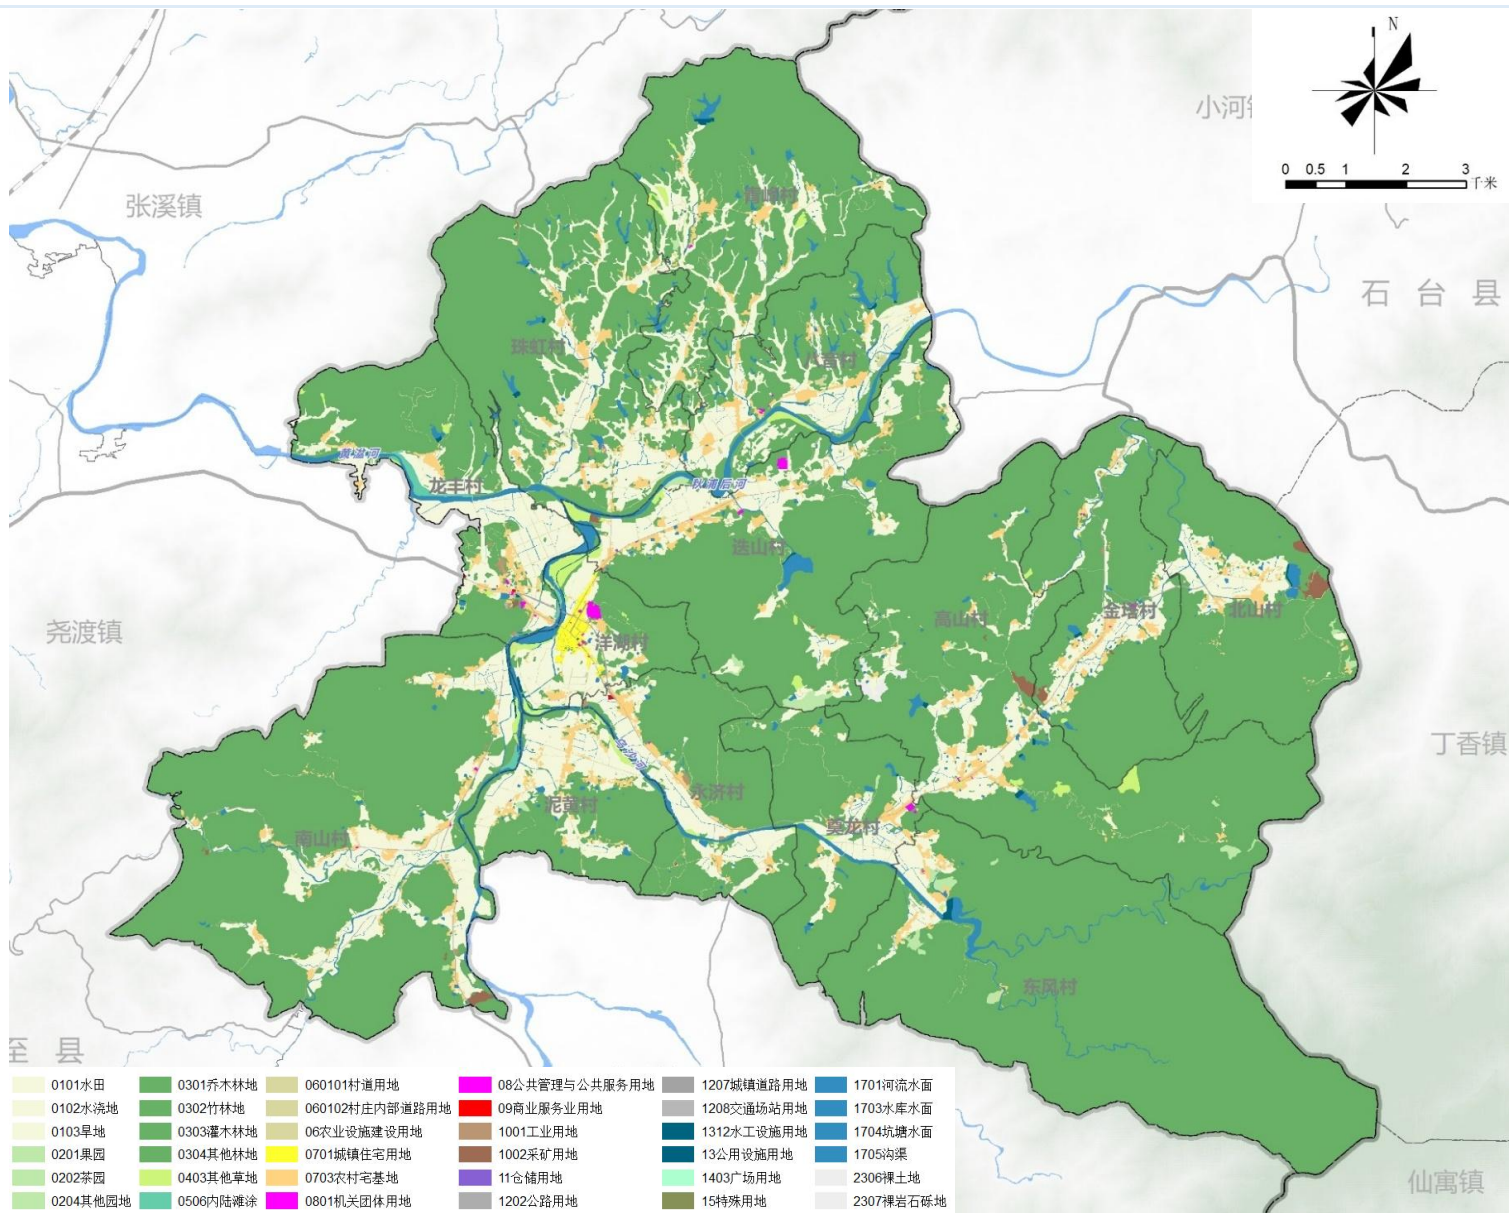 N
0 0.5 1 2 3
千米
张溪镇
石台县
珠虹村
黄湓河
龙丰村
秋浦后河
迭山村
尧渡镇
洋湖村
高山村
金塔村
北山村
丁香镇
永济村
南山村
奠龙村
东风村
至县
仙寓镇
0101水田
0102水浇地
0103旱地
0201果园
0202茶园
0204其他园地
0301乔木林地
0302竹林地
0303灌木林地
0304其他林地
0403其他草地
0506内陆滩涂
060101村道用地
060102村庄内部道路用地
06农业设施建设用地
0701城镇住宅用地
0703农村宅基地
0801机关团体用地
08公共管理与公共服务用地
09商业服务业用地
1001工业用地
1002采矿用地
11仓储用地
1202公路用地
1207城镇道路用地
1208交通场站用地
1312水工设施用地
13公用设施用地
1403广场用地
15特殊用地
1701河流水面
1703水库水面
1704坑塘水面
1705沟渠
2306裸土地
2307裸岩石砾地